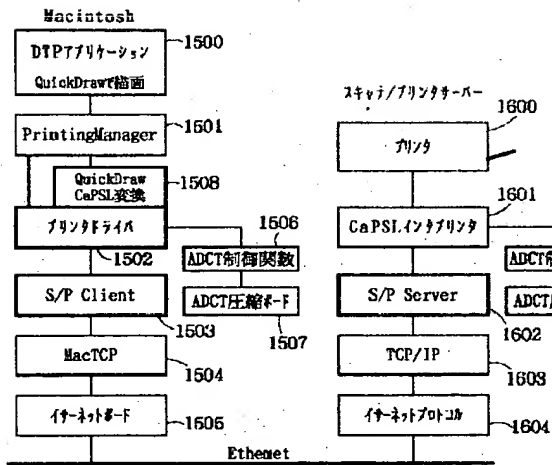 Macintosh
DTPアプリケーション
QuickDrawで描画
1500
PrintingManager
1501
QuickDraw
CaPSL変換
1508
プリンタドライバ
1502
1506
ADCT制御関数
ADCT圧縮ボード
1507
S/P Client
1503
MacTCP
1504
イサーネットボード
1505
スキャナ/プリンタサーバー
1600
プリンタ
1601
CaPSLインタプリンタ
ADCT
ADCT
S/P Server
1602
TCP/IP
1603
イサーネットプロトコル
1604
Ethemet